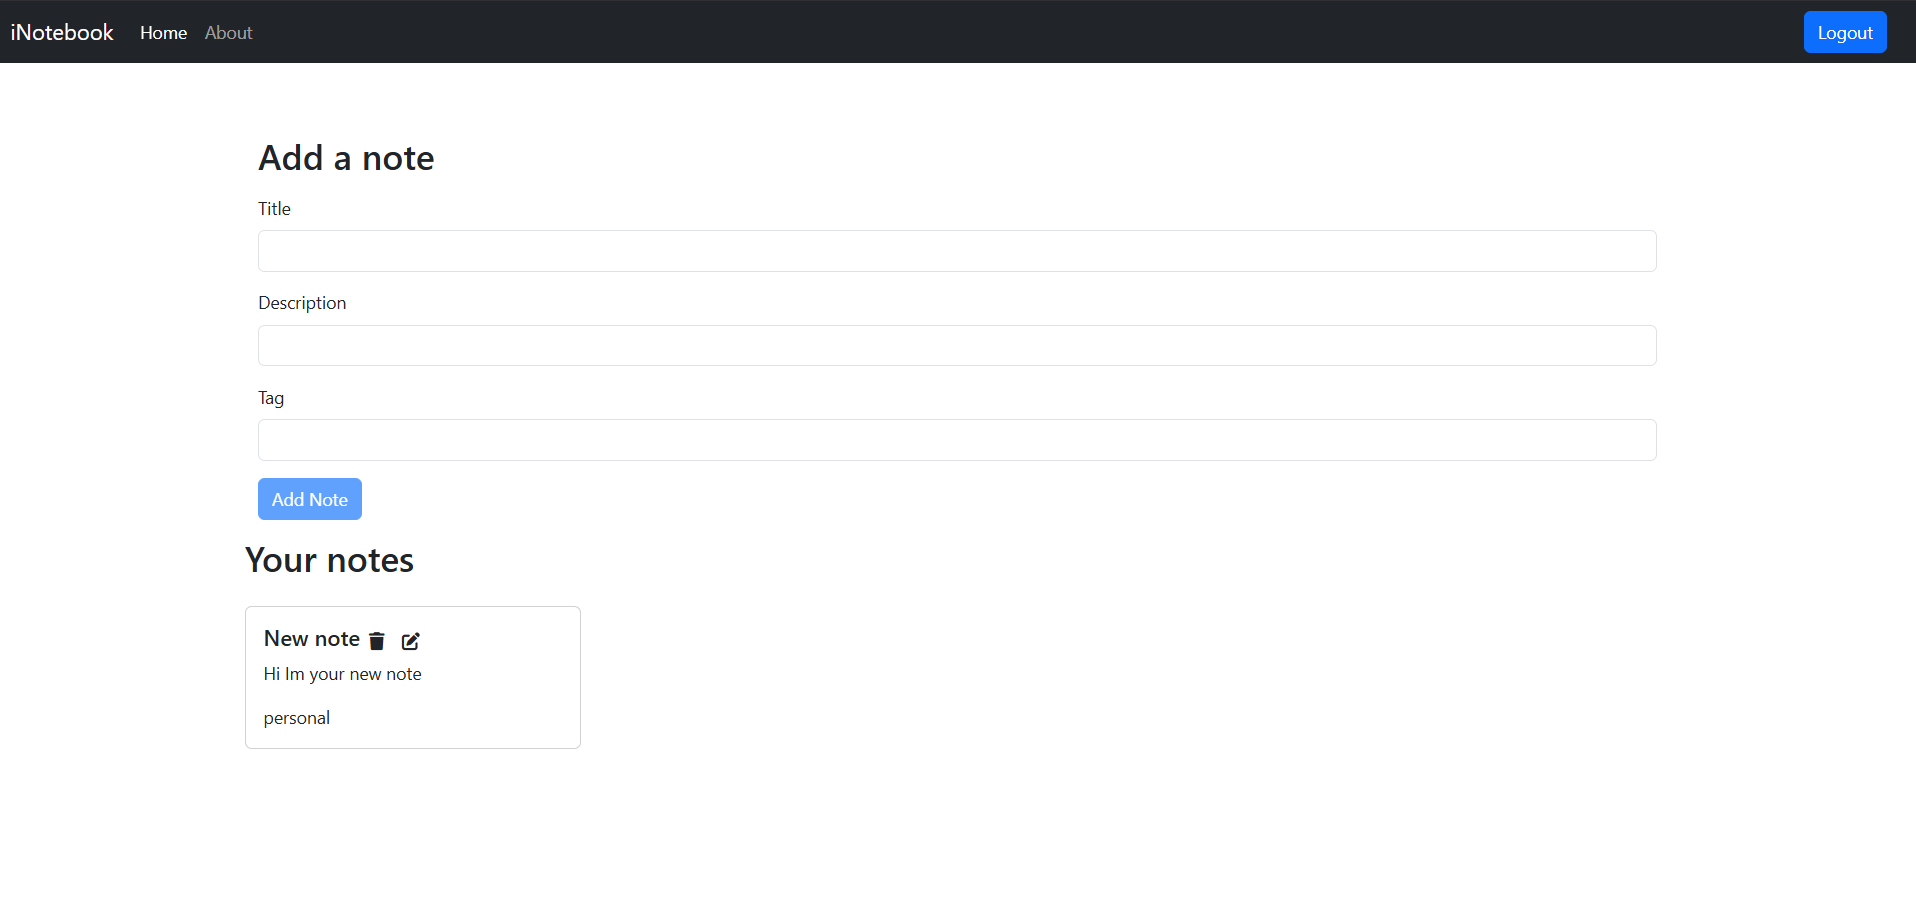 iNotebook Home About Logout
Add a note
Title
Description
Tag
Add Note
Your notes
New note
Hi Im your new note
personal